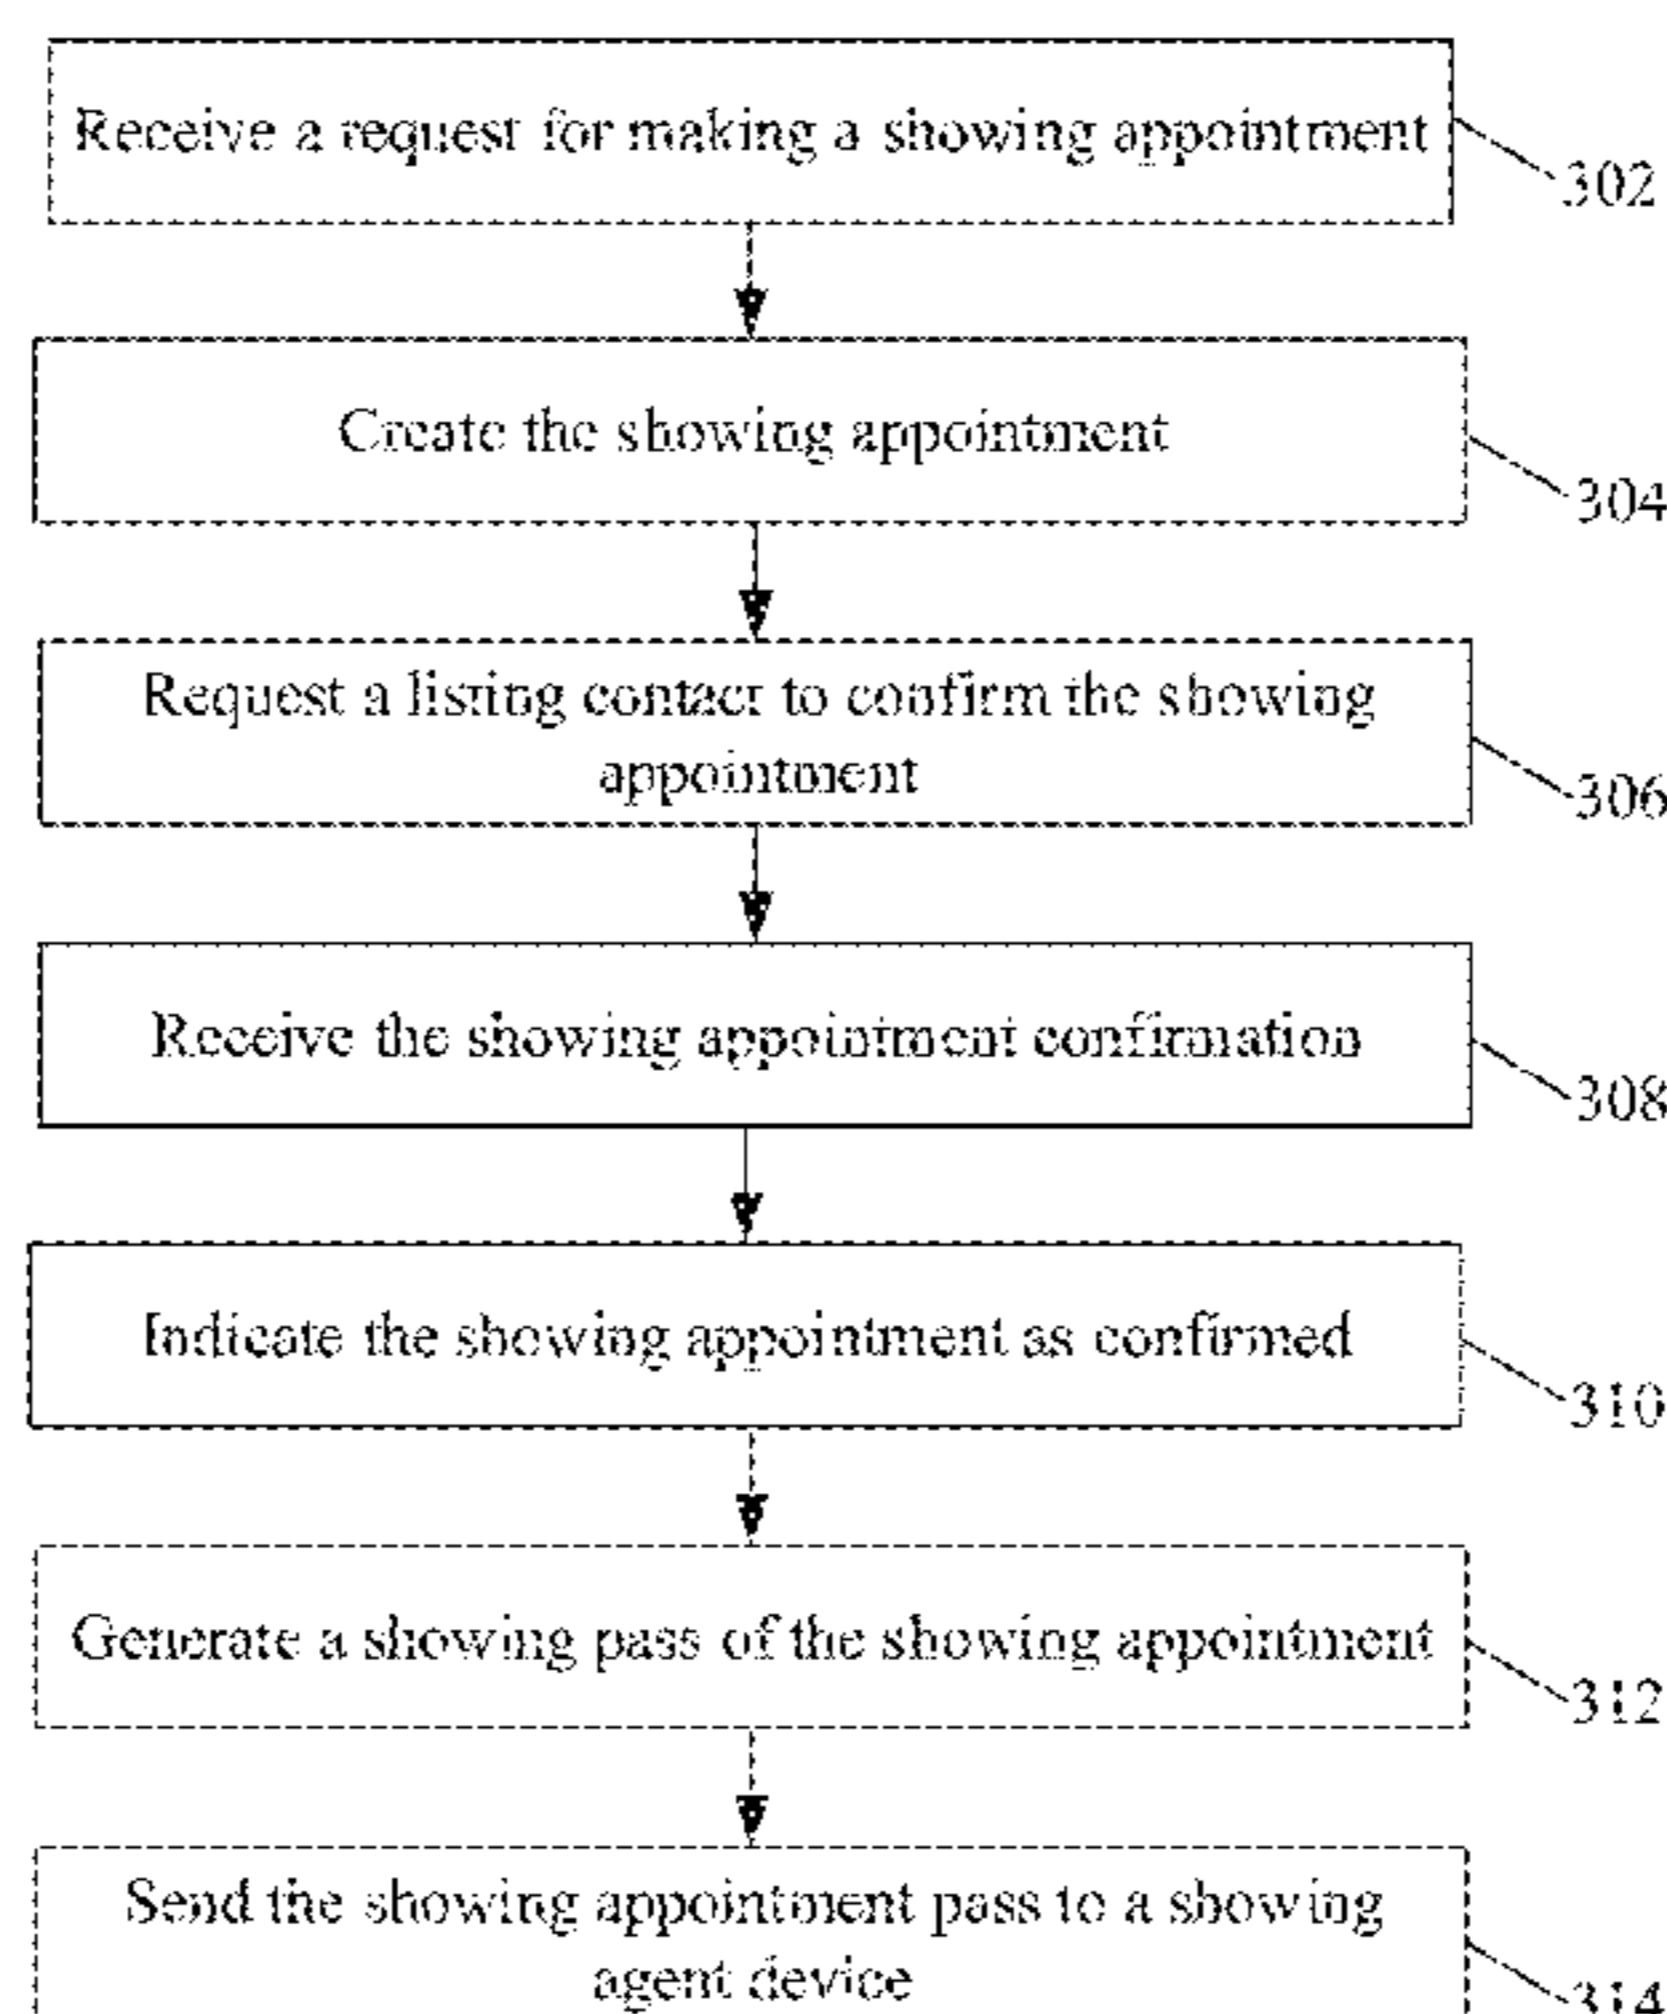 Receive a request for making a showing appointment
302
Create the showing appointment
304
Request a listing contact to confirm the showing
appointment
306
Receive the showing appointment confirmation
308
Indicate the showing appointment as confirmed
310
Generate a showing pass of the showing appointment
312
Send the showing appointment pass to a showing
agent device
314